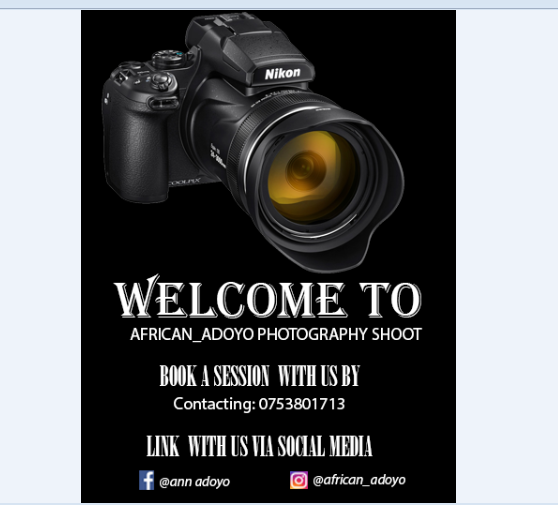 Nikon
COOLPIX
WELCOME TO
AFRICAN_ADOYO PHOTOGRAPHY SHOOT
BOOK A SESSION WITH US BY
Contacting: 0753801713
LINK WITH US VIA SOCIAL MEDIA
@ann adoyo
@african_adoyo